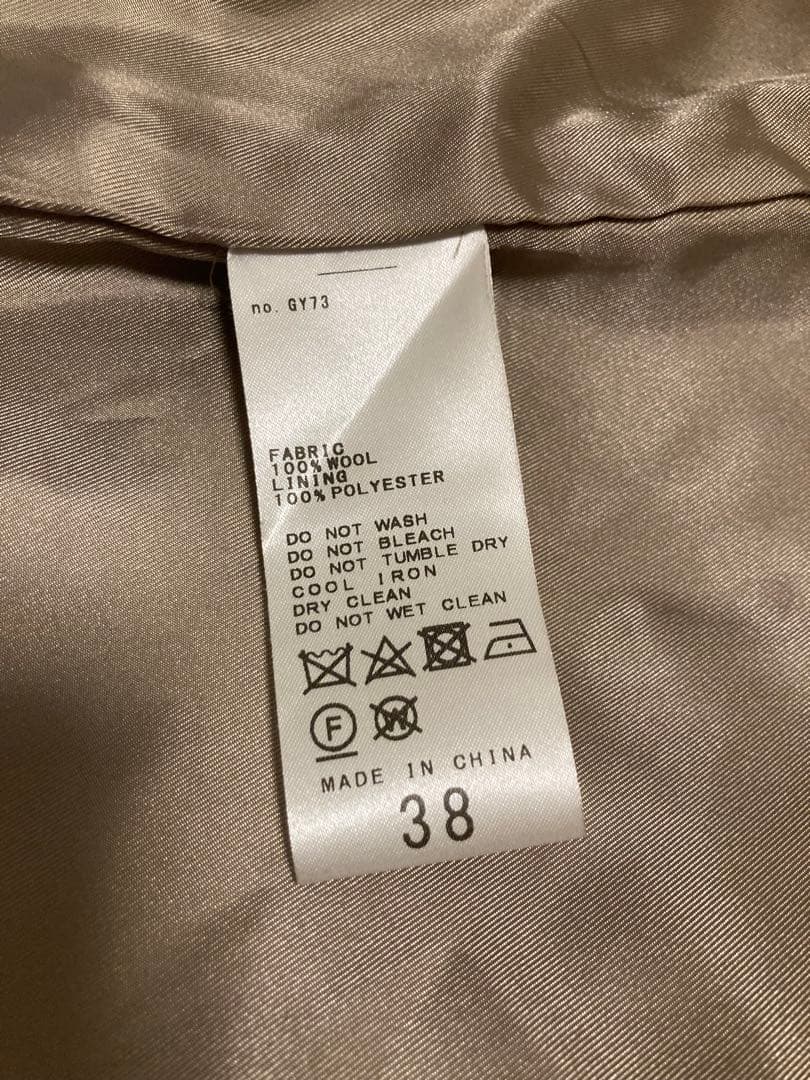 no. GY73
FABRIC
100% WOOL
LINING
100% POLYESTER
DO NOT WASH
DO NOT BLEACH
DO NOT TUMBLE DRY
COOL IRON
DRY CLEAN
DO NOT WET CLEAN
F W
MADE IN CHINA
38